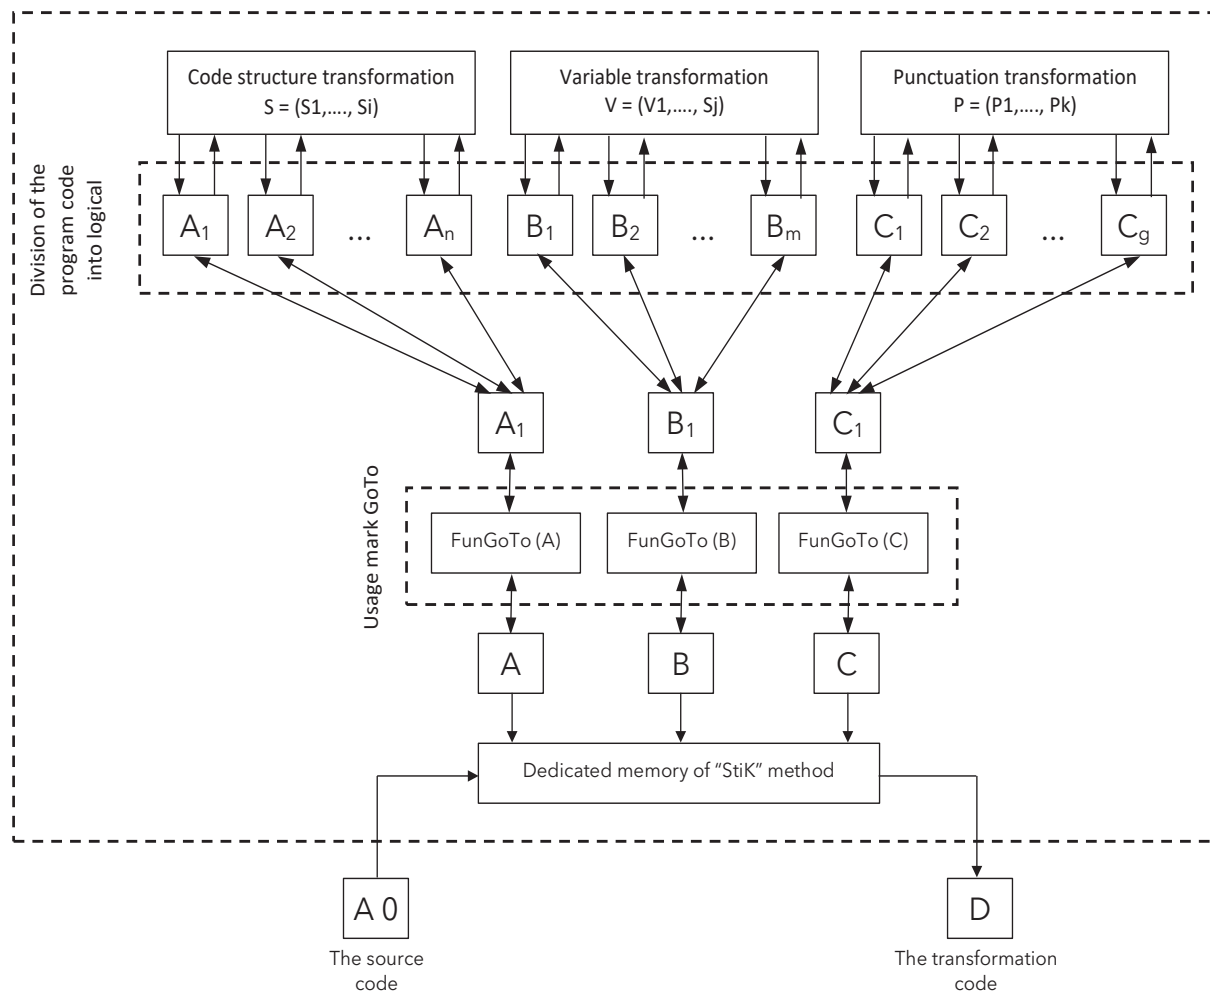 Code structure transformation
S = (S1,...., Si)
Variable transformation
V = (V1,...., Sj)
Punctuation transformation
P = (P1,...., Pk)
Division of the
program code
into logical
A₁
A₂
...
Aₙ
B₁
B₂
...
Bₘ
C₁
C₂
...
C_g
A₁
B₁
C₁
Usage mark GoTo
FunGoTo (A)
FunGoTo (B)
FunGoTo (C)
A
B
C
Dedicated memory of “StiK” method
A 0
D
The source
code
The transformation
code